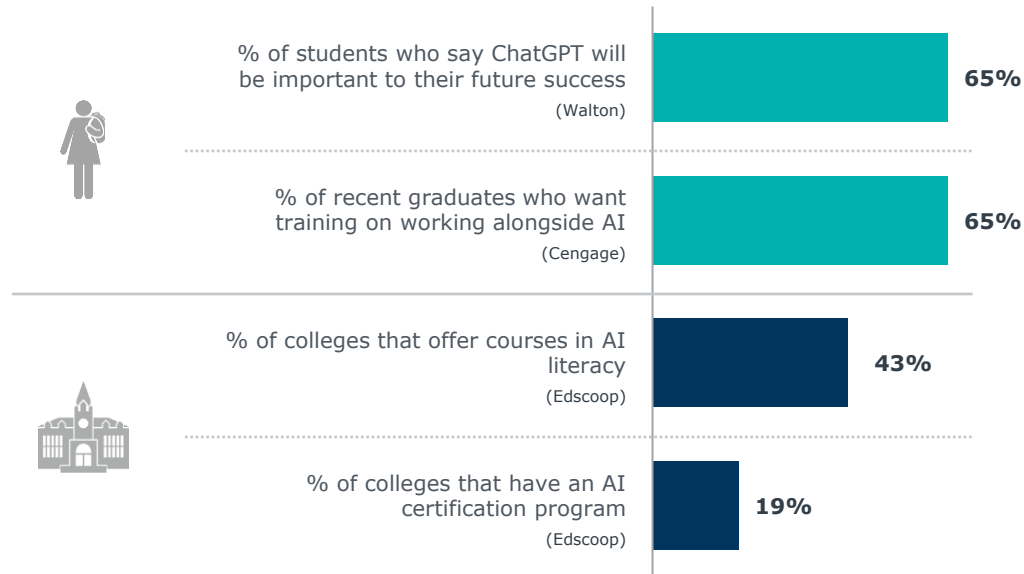 % of students who say ChatGPT will
be important to their future success
(Walton)
65%
% of recent graduates who want
training on working alongside AI
(Cengage)
65%
% of colleges that offer courses in AI
literacy
(Edscoop)
43%
% of colleges that have an AI
certification program
(Edscoop)
19%